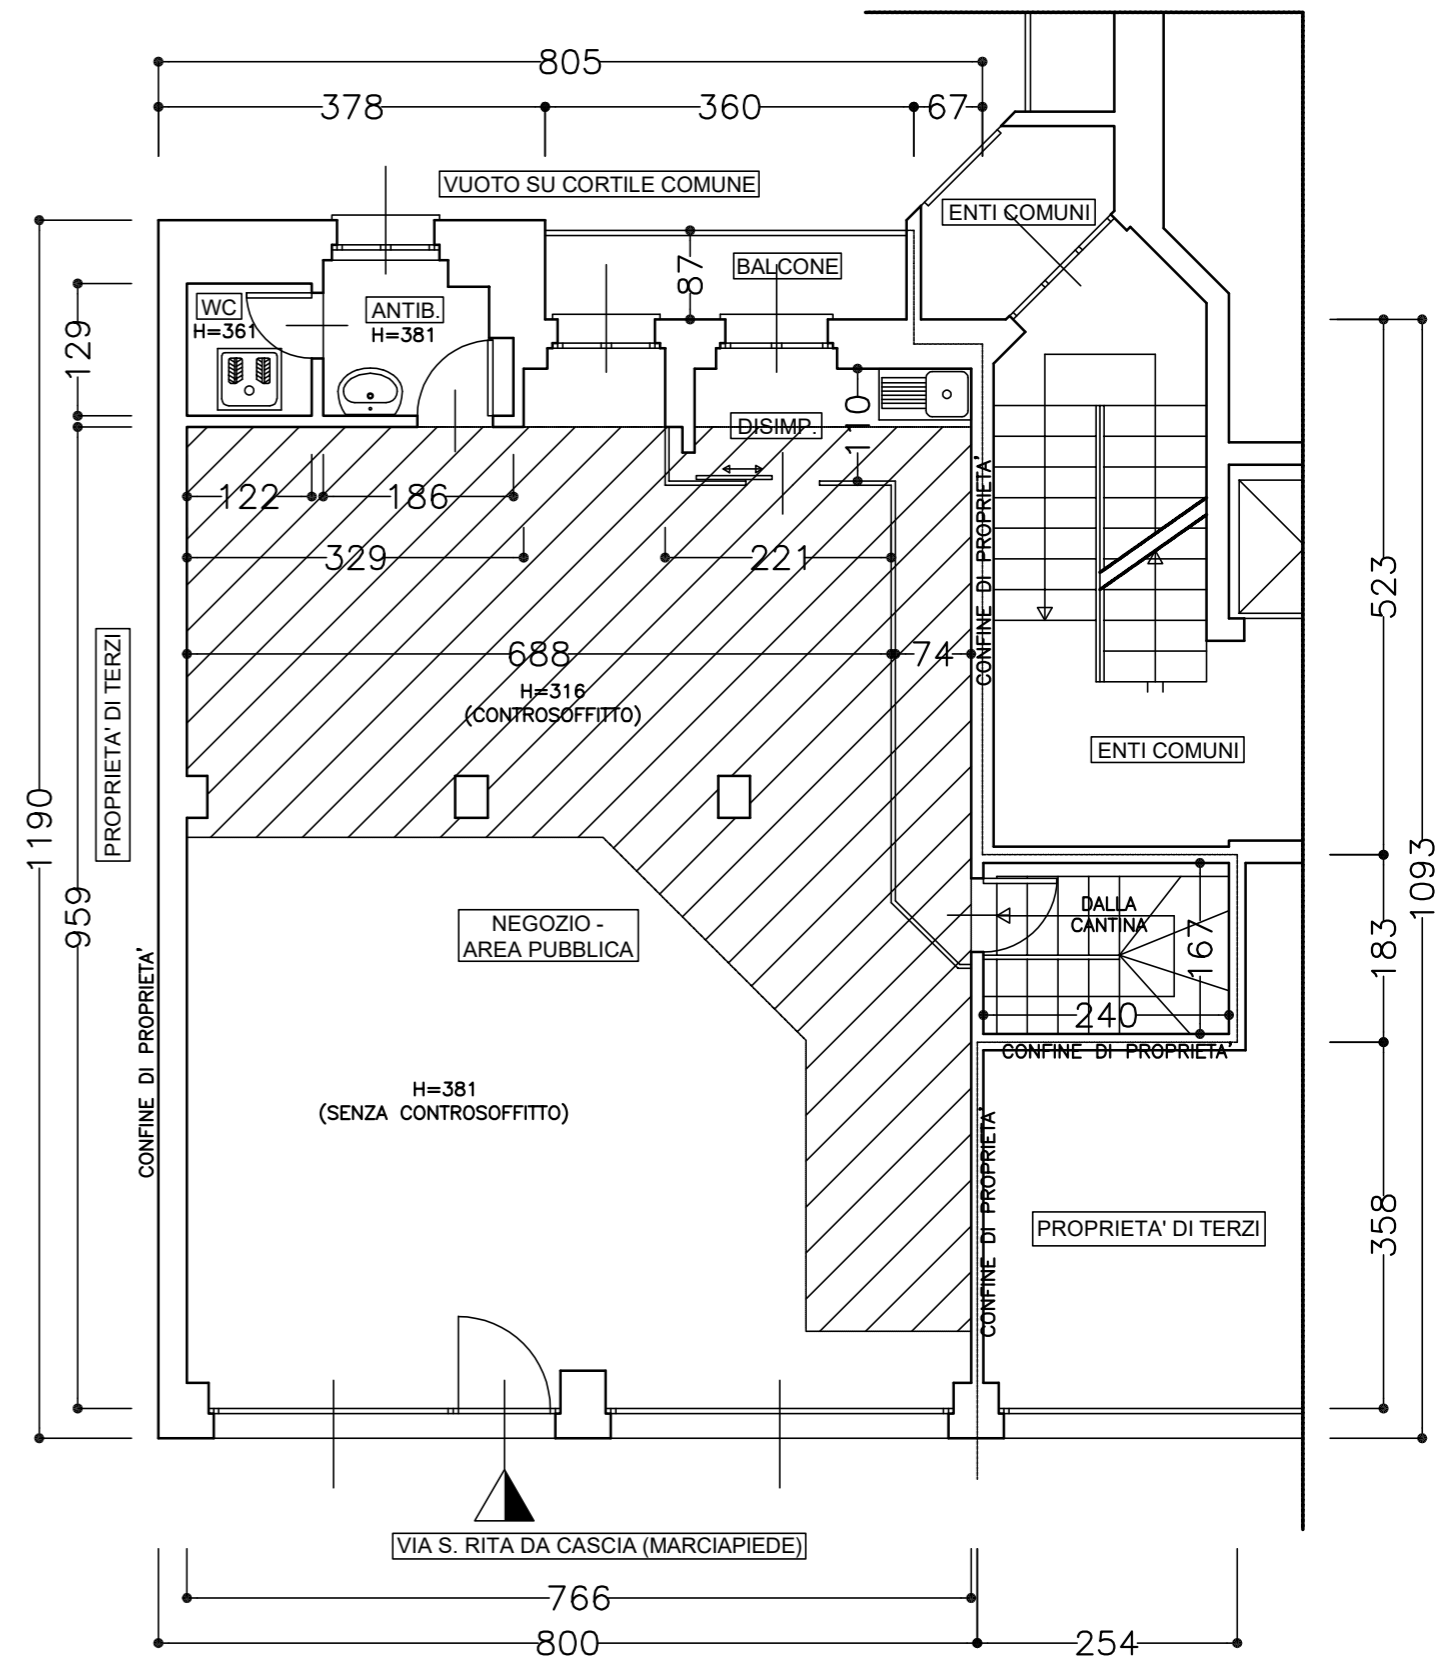 805
378
360
67
VUOTO SU CORTILE COMUNE
ENTI COMUNI
87
BALCONE
WC
H=361
ANTIB.
H=381
129
110
DISIMP.
122
186
329
221
CONFINE DI PROPRIETA'
523
688
74
H=316
(CONTROSOFFITTO)
PROPRIETA' DI TERZI
ENTI COMUNI
1190
959
1093
NEGOZIO -
AREA PUBBLICA
DALLA
CANTINA
167
183
240
CONFINE DI PROPRIETA'
CONFINE DI PROPRIETA'
H=381
(SENZA CONTROSOFFITTO)
CONFINE DI PROPRIETA'
PROPRIETA' DI TERZI
358
VIA S. RITA DA CASCIA (MARCIAPIEDE)
766
800
254